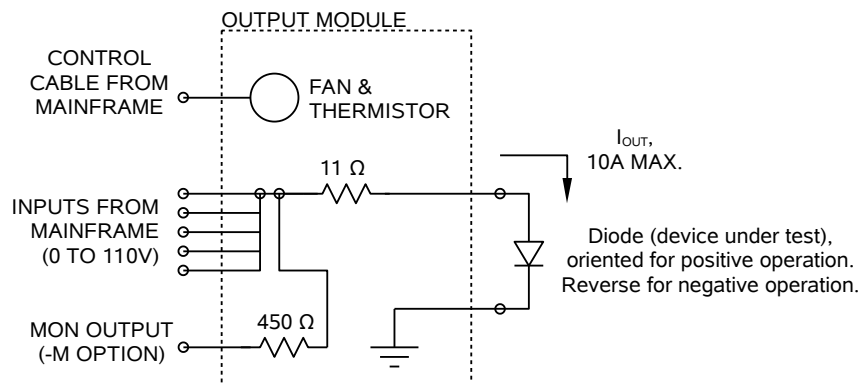 OUTPUT MODULE
CONTROL
CABLE FROM
MAINFRAME
FAN &
THERMISTOR
I_OUT,
10A MAX.
11 Ω
INPUTS FROM
MAINFRAME
(0 TO 110V)
Diode (device under test),
oriented for positive operation.
Reverse for negative operation.
450 Ω
MON OUTPUT
(-M OPTION)